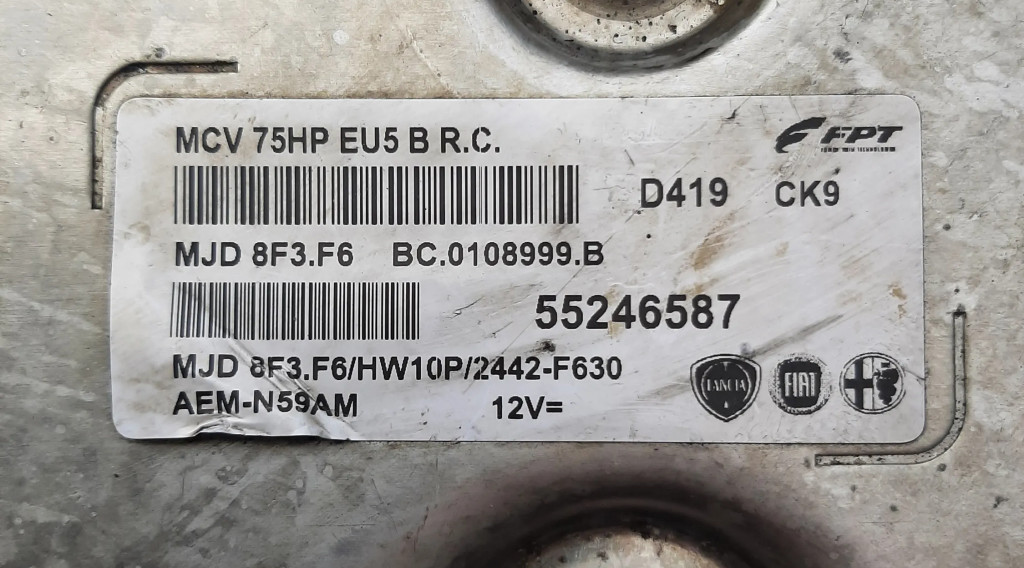 MCV 75HP EU5 B R.C.
FPT
D419 CK9
MJD 8F3.F6 BC.0108999.B
55246587
MJD 8F3.F6/HW10P/2442-F630
AEM-N59AM 12V=
LANCIA FIAT